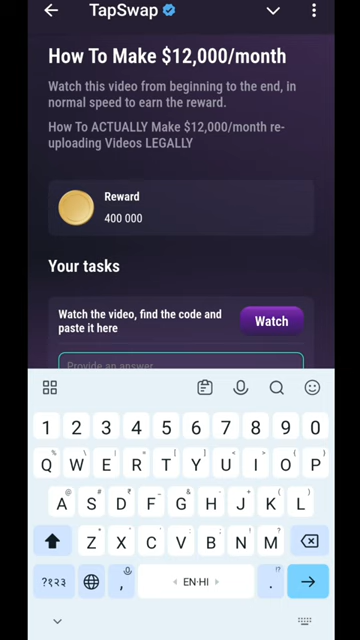 TapSwap
How To Make $12,000/month
Watch this video from beginning to the end, in
normal speed to earn the reward.
How To ACTUALLY Make $12,000/month re-
uploading Videos LEGALLY
Reward
400 000
Your tasks
Watch the video, find the code and
paste it here
Watch
Provide an answer
1 2 3 4 5 6 7 8 9 0
Q W E R T Y U I O P
A S D F G H J K L
Z X C V B N M
?१२३ , EN·HI .